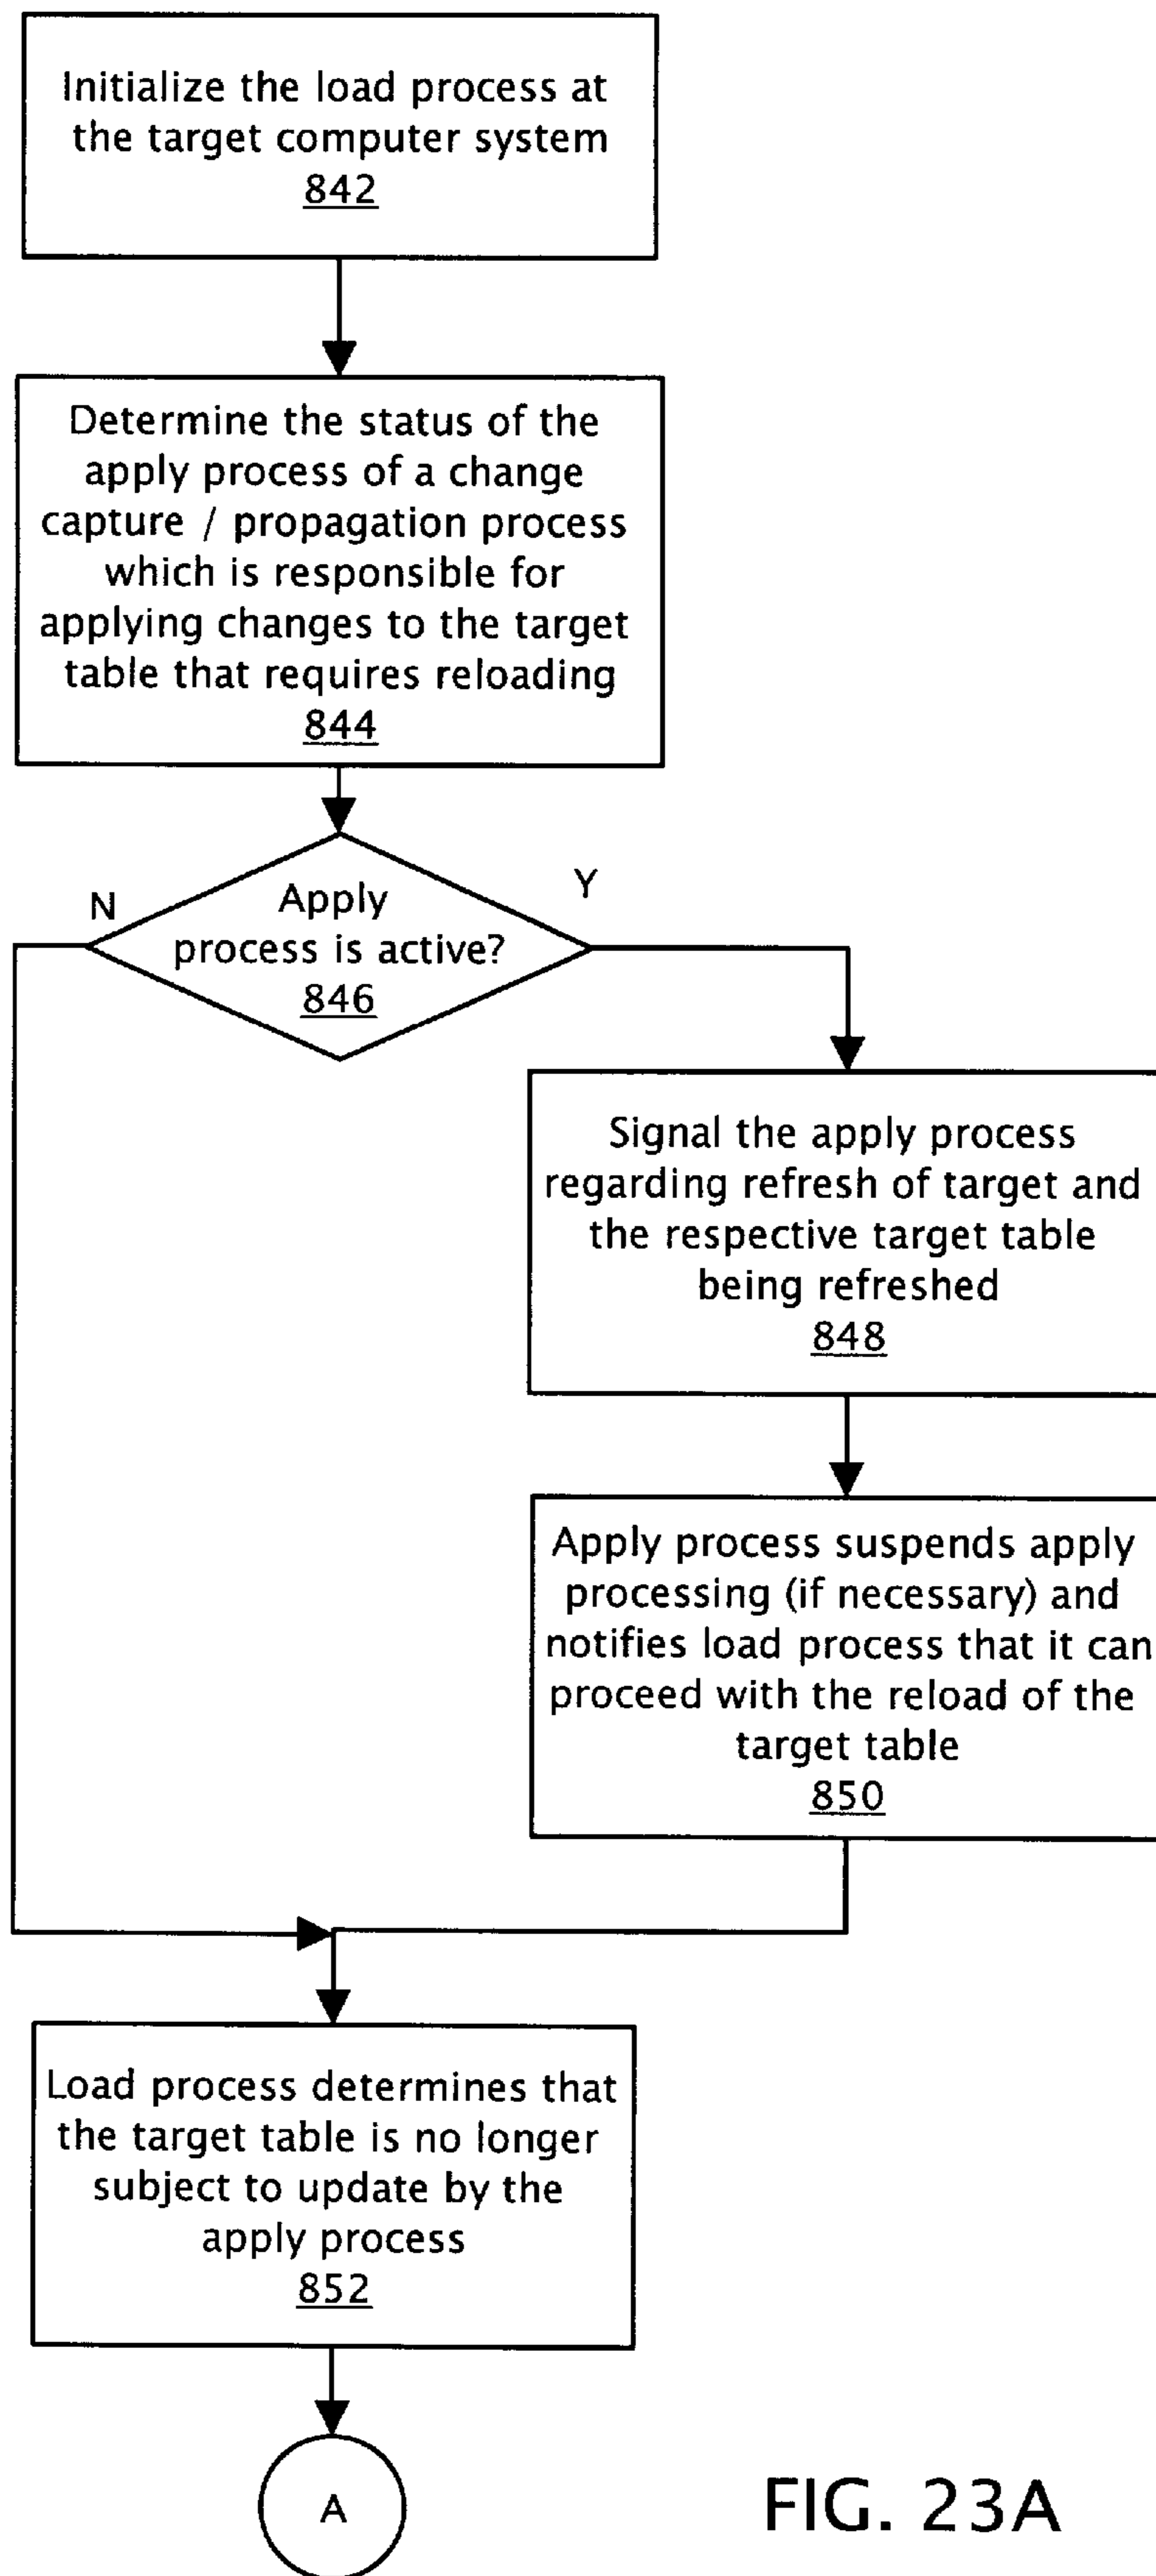 Initialize the load process at
the target computer system
842
Determine the status of the
apply process of a change
capture / propagation process
which is responsible for
applying changes to the target
table that requires reloading
844
N
Y
Apply
process is active?
846
Signal the apply process
regarding refresh of target and
the respective target table
being refreshed
848
Apply process suspends apply
processing (if necessary) and
notifies load process that it can
proceed with the reload of the
target table
850
Load process determines that
the target table is no longer
subject to update by the
apply process
852
A
FIG. 23A